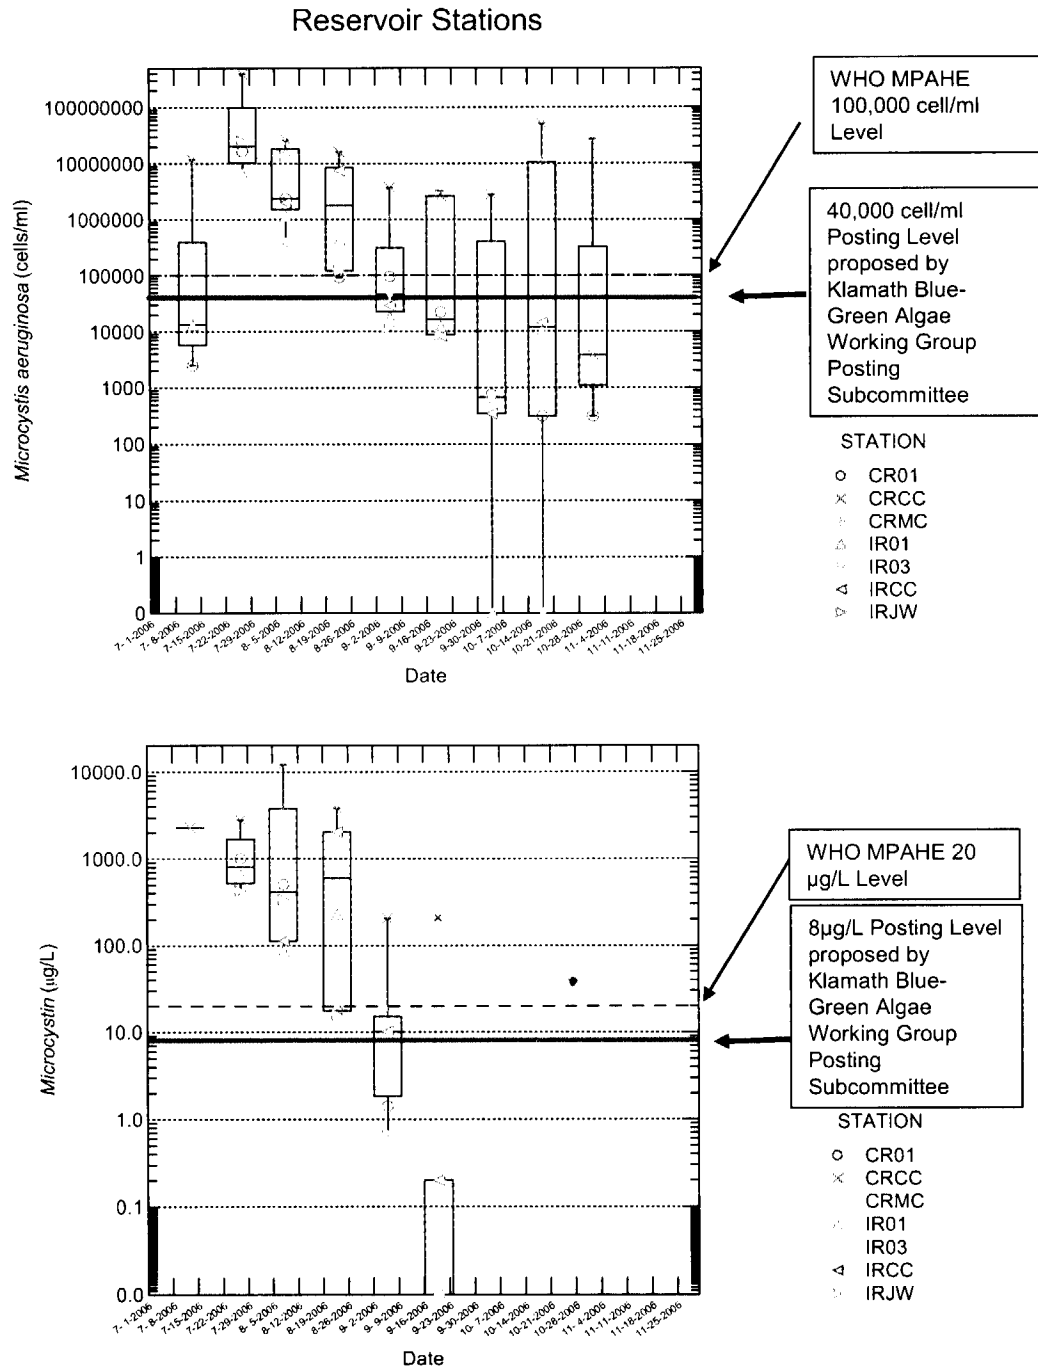 Reservoir Stations
100000000
10000000
1000000
100000
10000
1000
100
10
1
0
Microcystis aeruginosa (cells/ml)
7- 1-2006
7- 8-2006
7-15-2006
7-22-2006
7-29-2006
8- 5-2006
8-12-2006
8-19-2006
8-26-2006
9- 2-2006
9- 9-2006
9-16-2006
9-23-2006
9-30-2006
10- 7-2006
10-14-2006
10-21-2006
10-28-2006
11- 4-2006
11-11-2006
11-18-2006
11-25-2006
Date
WHO MPAHE
100,000 cell/ml
Level
40,000 cell/ml
Posting Level
proposed by
Klamath Blue-
Green Algae
Working Group
Posting
Subcommittee
STATION
CR01
CRCC
CRMC
IR01
IR03
IRCC
IRJW
10000.0
1000.0
100.0
10.0
1.0
0.1
0.0
Microcystin (µg/L)
7- 1-2006
7- 8-2006
7-15-2006
7-22-2006
7-29-2006
8- 5-2006
8-12-2006
8-19-2006
8-26-2006
9- 2-2006
9- 9-2006
9-16-2006
9-23-2006
9-30-2006
10- 7-2006
10-14-2006
10-21-2006
10-28-2006
11- 4-2006
11-11-2006
11-18-2006
11-25-2006
Date
WHO MPAHE 20
µg/L Level
8µg/L Posting Level
proposed by
Klamath Blue-
Green Algae
Working Group
Posting
Subcommittee
STATION
CR01
CRCC
CRMC
IR01
IR03
IRCC
IRJW